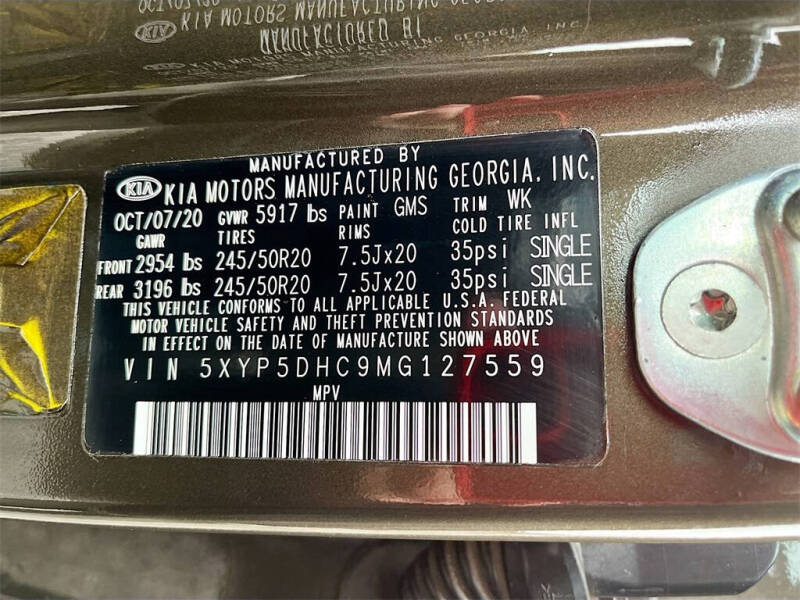 MANUFACTURED BY
KIA KIA MOTORS MANUFACTURING GEORGIA, INC.
OCT/07/20 GVWR 5917 lbs PAINT GMS TRIM WK
GAWR TIRES RIMS COLD TIRE INFL
FRONT 2954 lbs 245/50R20 7.5Jx20 35psi SINGLE
REAR 3196 lbs 245/50R20 7.5Jx20 35psi SINGLE
THIS VEHICLE CONFORMS TO ALL APPLICABLE U.S.A. FEDERAL
MOTOR VEHICLE SAFETY AND THEFT PREVENTION STANDARDS
IN EFFECT ON THE DATE OF MANUFACTURE SHOWN ABOVE
VIN 5XYP5DHC9MG127559
MPV